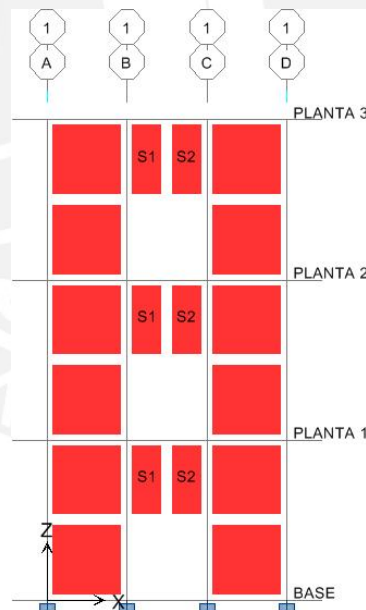 1 1 1 1
A B C D
PLANTA 3
S1 S2
PLANTA 2
S1 S2
PLANTA 1
S1 S2
Z
X
BASE